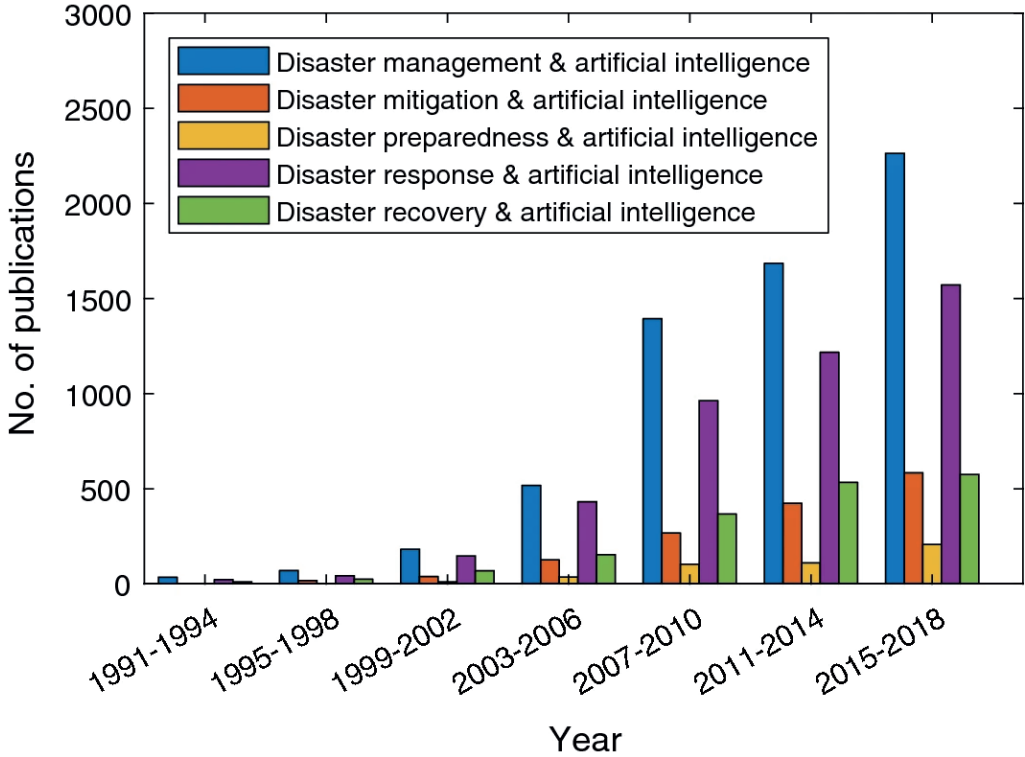 3000
2500
2000
1500
1000
500
0
No. of publications
Disaster management & artificial intelligence
Disaster mitigation & artificial intelligence
Disaster preparedness & artificial intelligence
Disaster response & artificial intelligence
Disaster recovery & artificial intelligence
1991-1994
1995-1998
1999-2002
2003-2006
2007-2010
2011-2014
2015-2018
Year